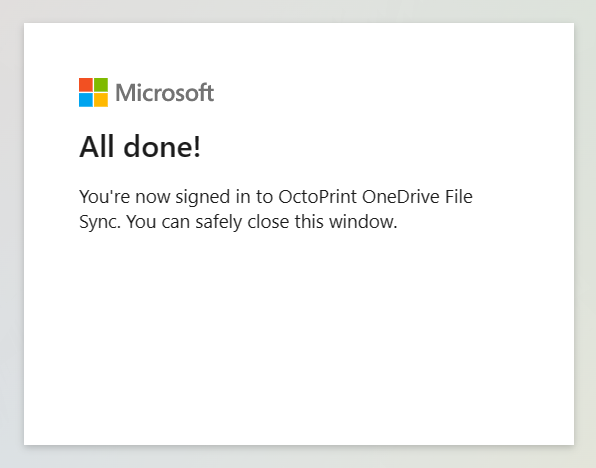 Microsoft
All done!
You're now signed in to OctoPrint OneDrive File
Sync. You can safely close this window.